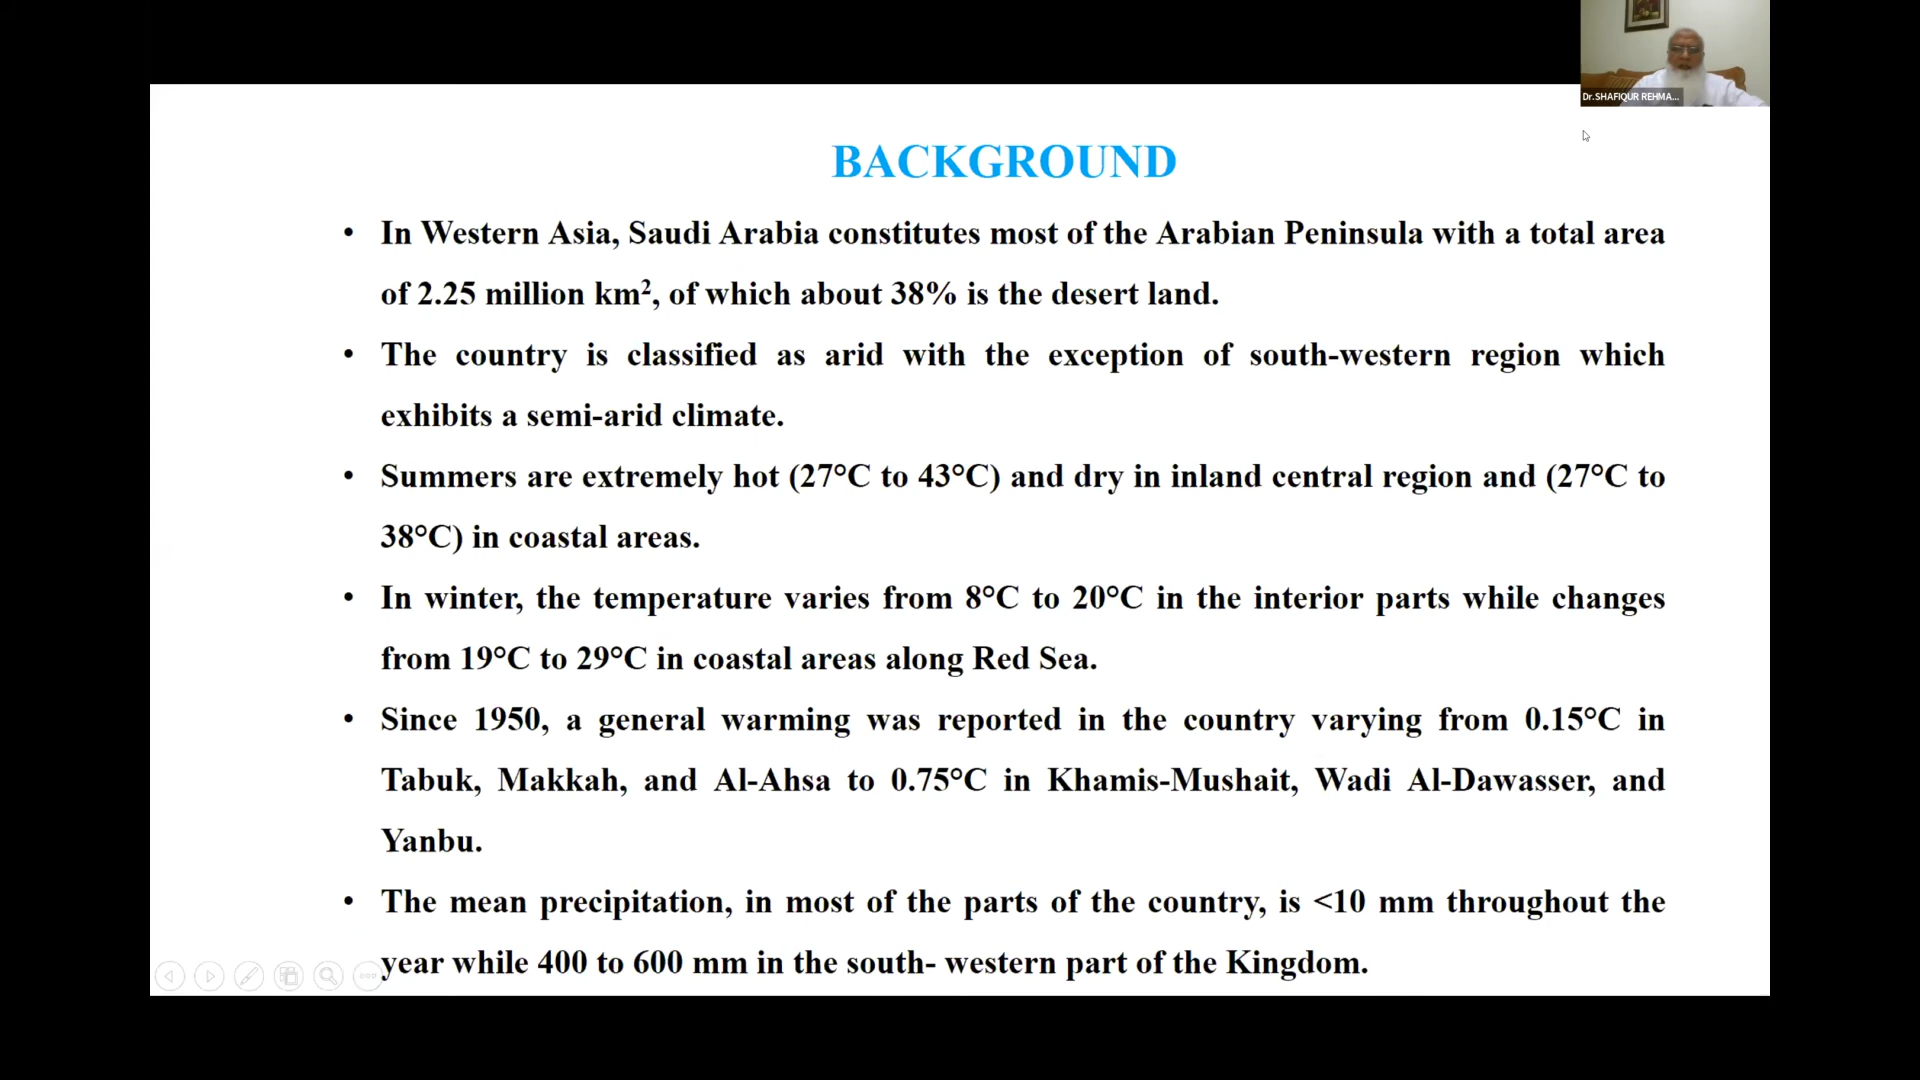 Dr.SHAFIQUR REHMA...
BACKGROUND
• In Western Asia, Saudi Arabia constitutes most of the Arabian Peninsula with a total area
of 2.25 million km², of which about 38% is the desert land.
• The country is classified as arid with the exception of south-western region which
exhibits a semi-arid climate.
• Summers are extremely hot (27°C to 43°C) and dry in inland central region and (27°C to
38°C) in coastal areas.
• In winter, the temperature varies from 8°C to 20°C in the interior parts while changes
from 19°C to 29°C in coastal areas along Red Sea.
• Since 1950, a general warming was reported in the country varying from 0.15°C in
Tabuk, Makkah, and Al-Ahsa to 0.75°C in Khamis-Mushait, Wadi Al-Dawasser, and
Yanbu.
• The mean precipitation, in most of the parts of the country, is <10 mm throughout the
year while 400 to 600 mm in the south- western part of the Kingdom.